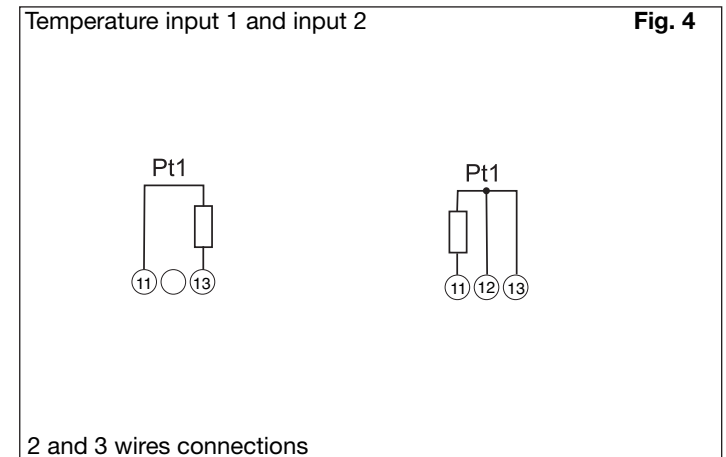 Temperature input 1 and input 2 Fig. 4
Pt1 Pt1
11 13 11 12 13
2 and 3 wires connections